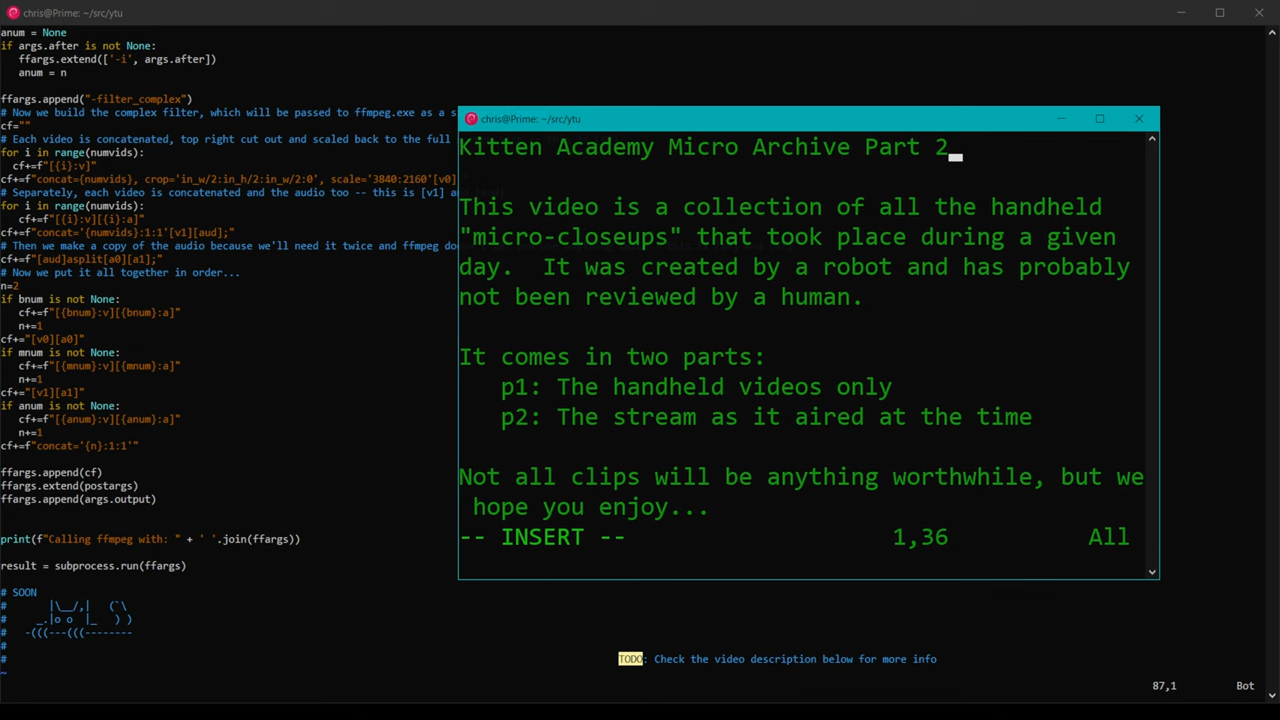 chris@Prime: ~/src/ytu
anum = None
if args.after is not None:
   ffargs.extend(['-i', args.after])
   anum = n

ffargs.append("-filter_complex")
# Now we build the complex filter, which will be passed to ffmpeg.exe as a s
cf=""
# Each video is concatenated, top right cut out and scaled back to the full
for i in range(numvids):
  cf+=f"[{i}:v]"
cf+=f"concat={numvids}, crop='in_w/2:in_h/2:in_w/2:0', scale='3840:2160'[v0]
# Separately, each video is concatenated and the audio too -- this is [v1] a
for i in range(numvids):
   cf+=f"[{i}:v][{i}:a]"
cf+=f"concat='{numvids}:1:1'[v1][aud];"
# Then we make a copy of the audio because we'll need it twice and ffmpeg do
cf+=f"[aud]asplit[a0][a1];"
# Now we put it all together in order...
n=2
if bnum is not None:
   cf+=f"[{bnum}:v][{bnum}:a]"
   n+=1
cf+="[v0][a0]"
if mnum is not None:
   cf+=f"[{mnum}:v][{mnum}:a]"
   n+=1
cf+="[v1][a1]"
if anum is not None:
   cf+=f"[{anum}:v][{anum}:a]"
   n+=1
cf+=f"concat='{n}:1:1'"

ffargs.append(cf)
ffargs.extend(postargs)
ffargs.append(args.output)

print(f"Calling ffmpeg with: " + ' '.join(ffargs))

result = subprocess.run(ffargs)

# SOON
#      |\__/,|   (`\
#    _.|o o  |_   ) )
#  -(((---(((--------
#
#
~
TODO: Check the video description below for more info
87,1 Bot
chris@Prime: ~/src/ytu
Kitten Academy Micro Archive Part 2

This video is a collection of all the handheld
"micro-closeups" that took place during a given
day.  It was created by a robot and has probably
not been reviewed by a human.

It comes in two parts:
   p1: The handheld videos only
   p2: The stream as it aired at the time

Not all clips will be anything worthwhile, but we
 hope you enjoy...
-- INSERT -- 1,36 All